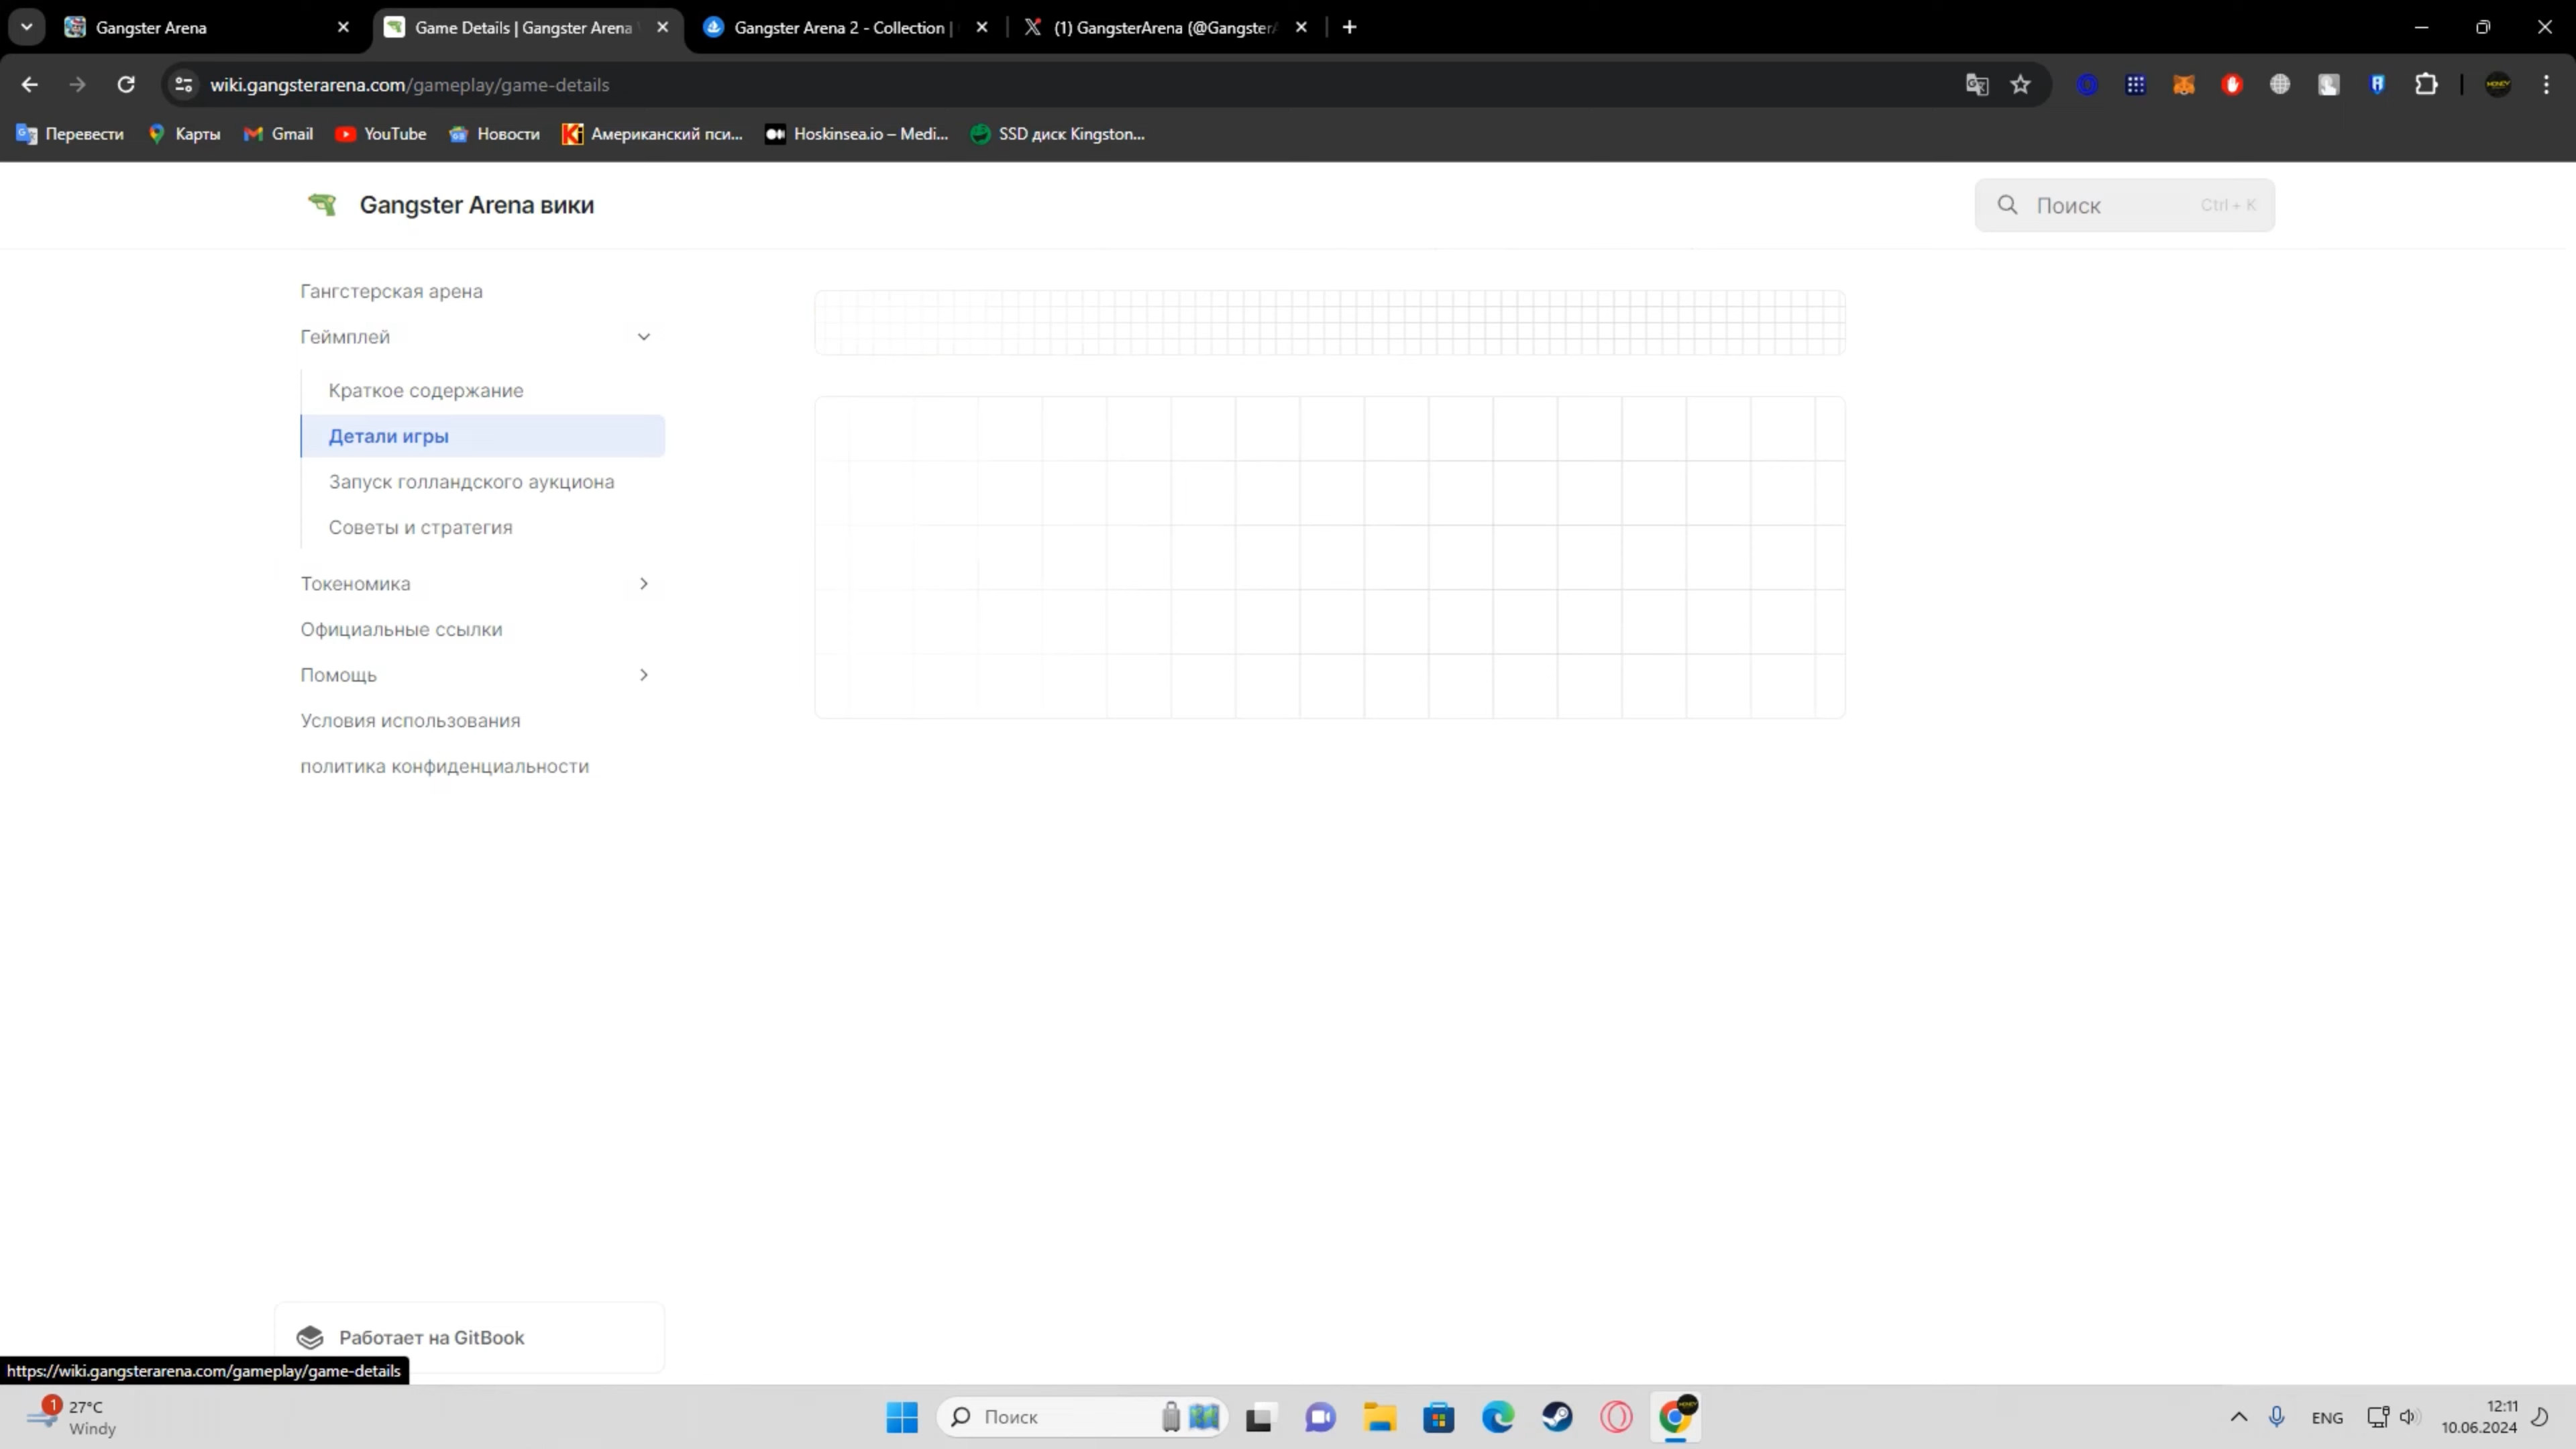 Gangster Arena
Game Details | Gangster Arena
Gangster Arena 2 - Collection |
(1) GangsterArena (@Gangster
wiki.gangsterarena.com/gameplay/game-details
Перевести
Карты
Gmail
YouTube
Новости
Американский пси...
Hoskinsea.io – Medi...
SSD диск Kingston...
Gangster Arena вики
Поиск
Ctrl + K
Гангстерская арена
Геймплей
Краткое содержание
Детали игры
Запуск голландского аукциона
Советы и стратегия
Токеномика
Официальные ссылки
Помощь
Условия использования
политика конфиденциальности
Работает на GitBook
https://wiki.gangsterarena.com/gameplay/game-details
1
27°C
Windy
Поиск
ENG
12:11
10.06.2024